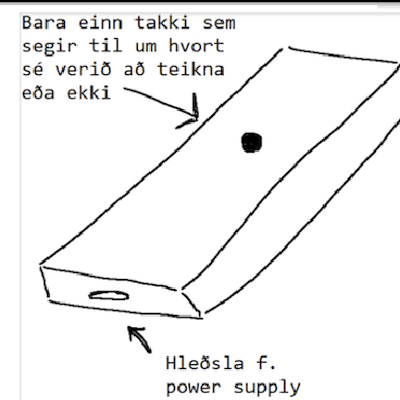 Bara einn takki sem
segir til um hvort
sé verið að teikna
eða ekki
Hleðsla f.
power supply